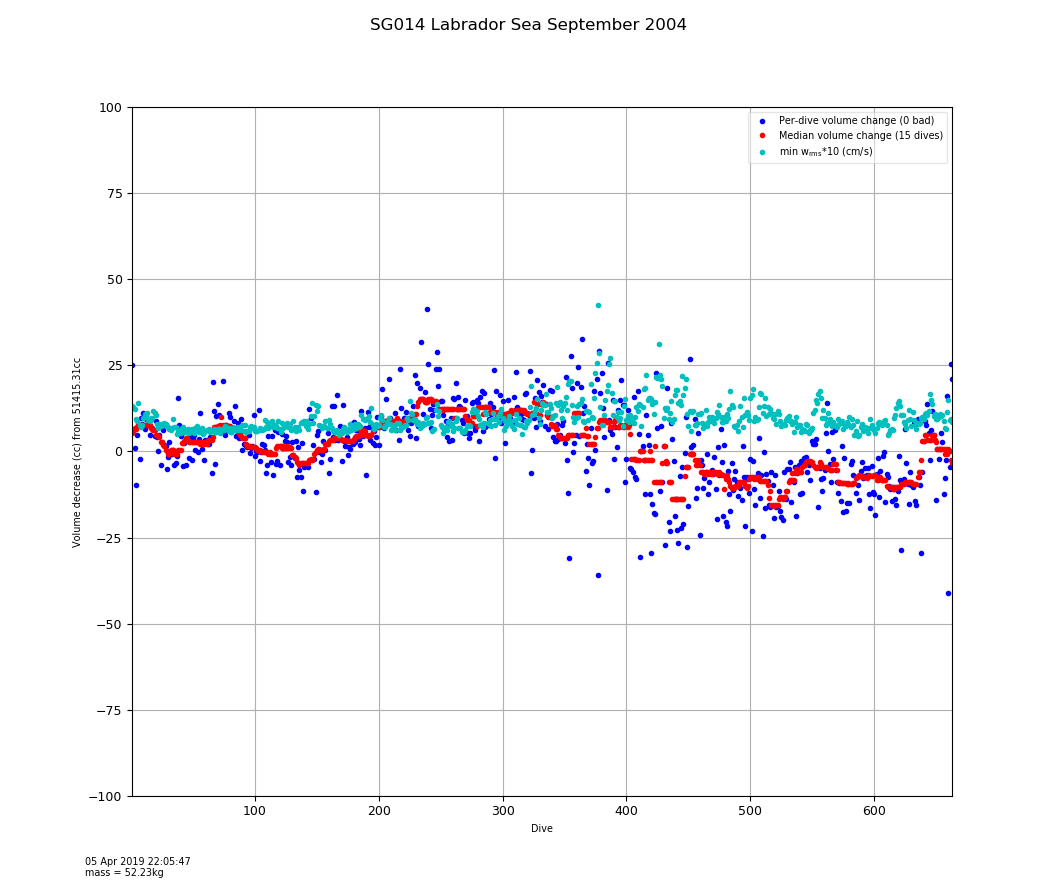 SG014 Labrador Sea September 2004
Per-dive volume change (0 bad)
Median volume change (15 dives)
min w_rms*10 (cm/s)
100
75
50
25
0
−25
−50
−75
−100
Volume decrease (cc) from 51415.31cc
100
200
300
400
500
600
Dive
05 Apr 2019 22:05:47
mass = 52.23kg